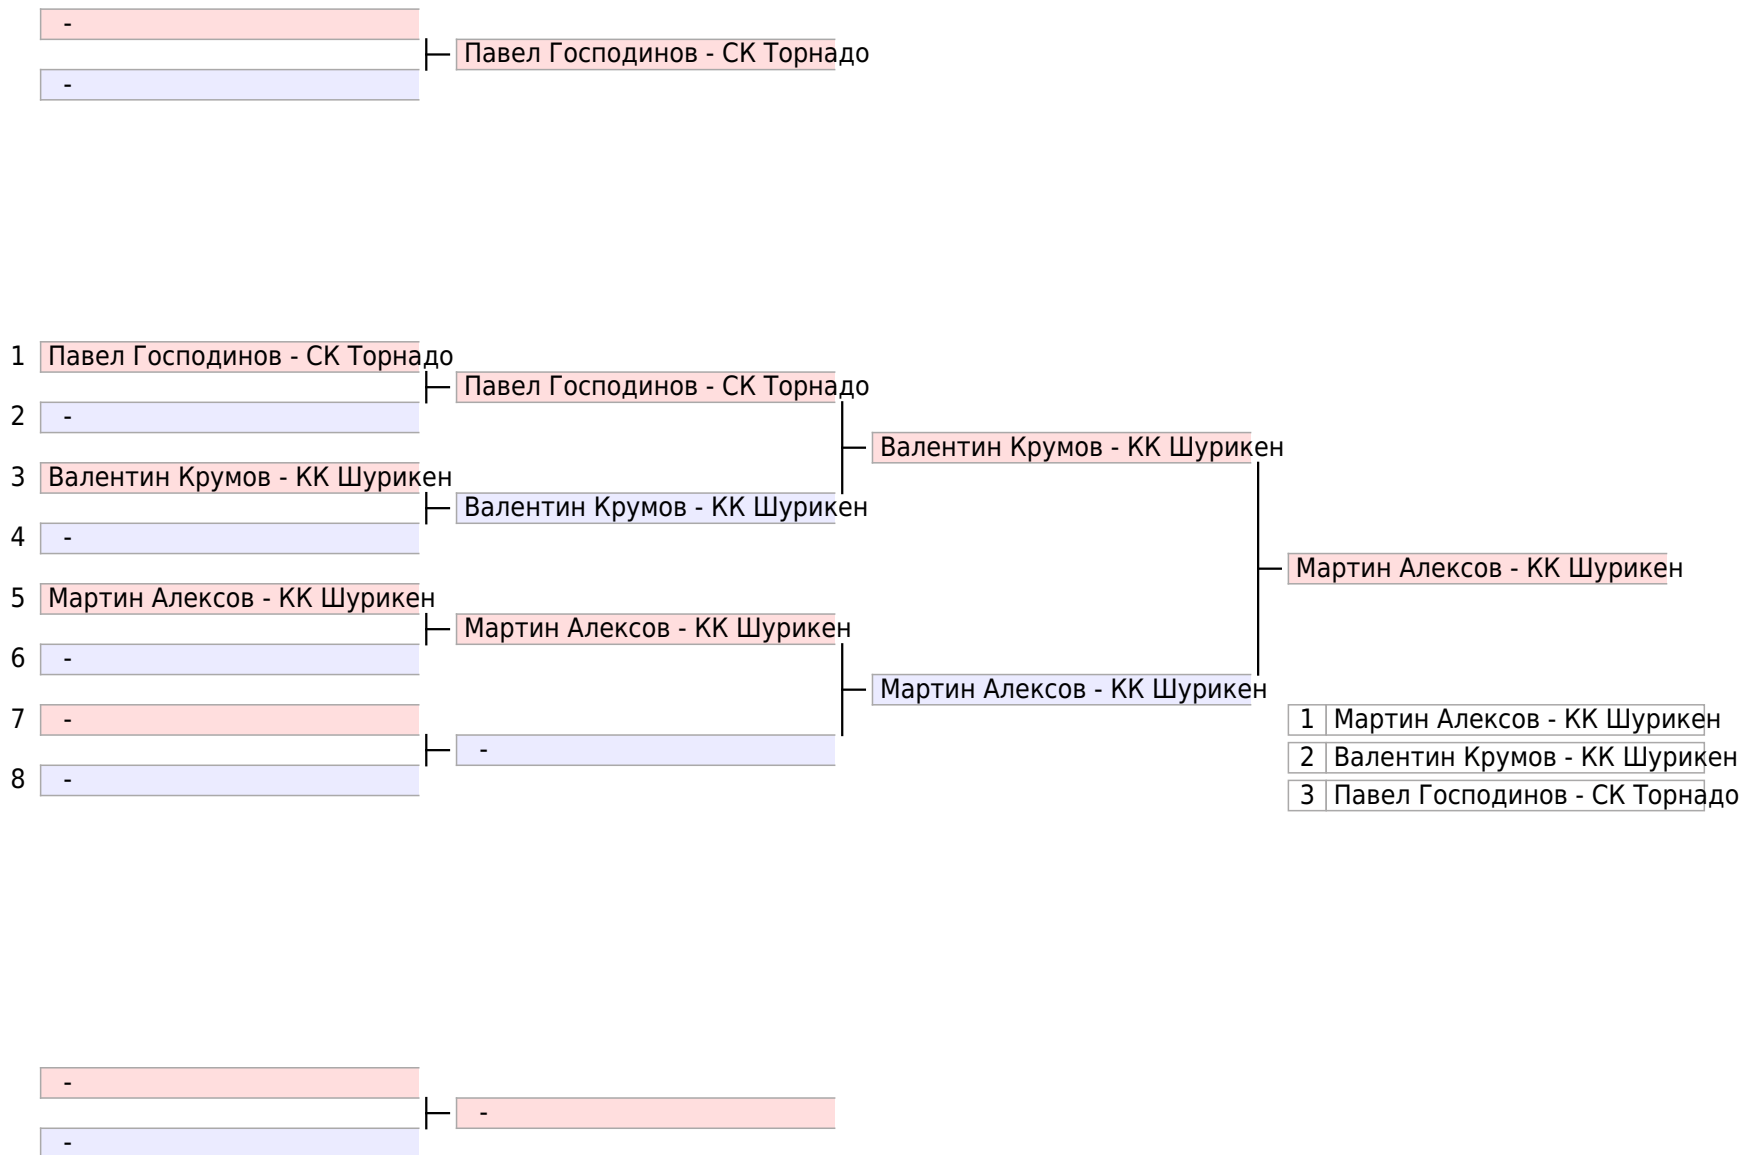 -
Павел Господинов - СК Торнадо
-
1 Павел Господинов - СК Торнадо
Павел Господинов - СК Торнадо
2 -
Валентин Крумов - КК Шурикен
3 Валентин Крумов - КК Шурикен
Валентин Крумов - КК Шурикен
4 -
Мартин Алексов - КК Шурикен
5 Мартин Алексов - КК Шурикен
Мартин Алексов - КК Шурикен
6 -
Мартин Алексов - КК Шурикен
7 -
1 Мартин Алексов - КК Шурикен
-
2 Валентин Крумов - КК Шурикен
8 -
3 Павел Господинов - СК Торнадо
-
-
-